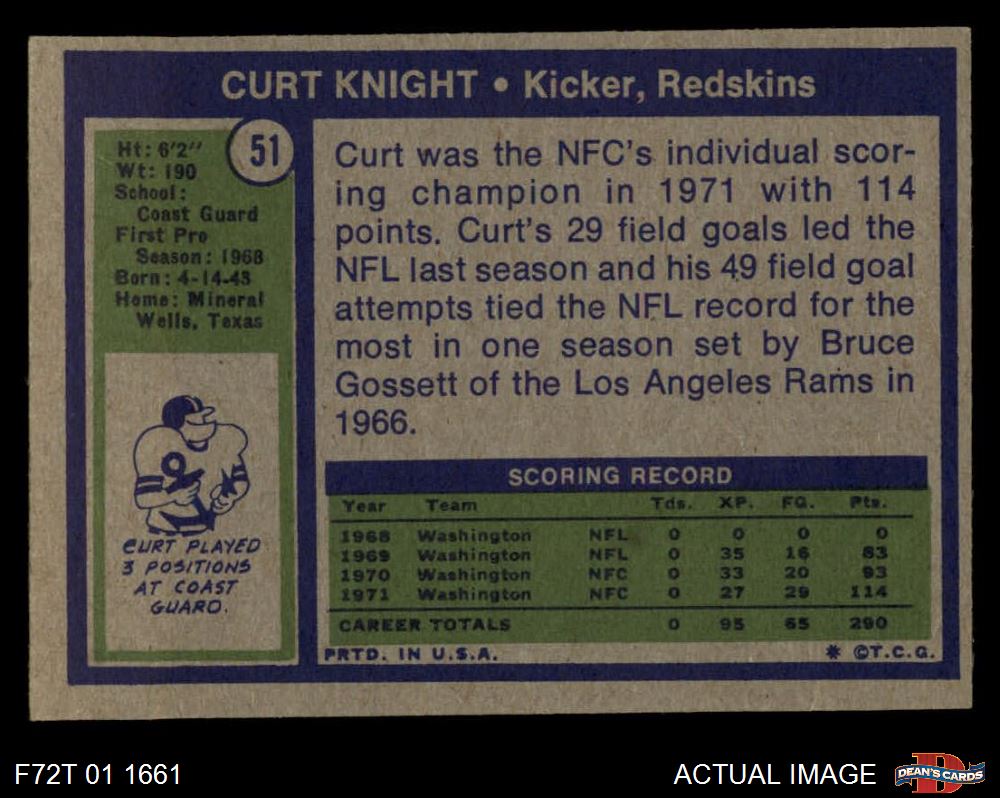 CURT KNIGHT • Kicker, Redskins
51
Ht: 6'2"
Wt: 190
School:
Coast Guard
First Pro
Season: 1968
Born: 4-14-43
Home: Mineral
Wells, Texas
CURT PLAYED
3 POSITIONS
AT COAST
GUARD.
Curt was the NFC's individual scor-
ing champion in 1971 with 114
points. Curt's 29 field goals led the
NFL last season and his 49 field goal
attempts tied the NFL record for the
most in one season set by Bruce
Gossett of the Los Angeles Rams in
1966.
SCORING RECORD
Year Team Tds. XP. FG. Pts.
1968 Washington NFL 0 0 0 0
1969 Washington NFL 0 35 16 83
1970 Washington NFC 0 33 20 93
1971 Washington NFC 0 27 29 114
CAREER TOTALS 0 95 65 290
PRTD. IN U.S.A. * ©T.C.G.
F72T 01 1661
ACTUAL IMAGE
DEAN'S CARDS